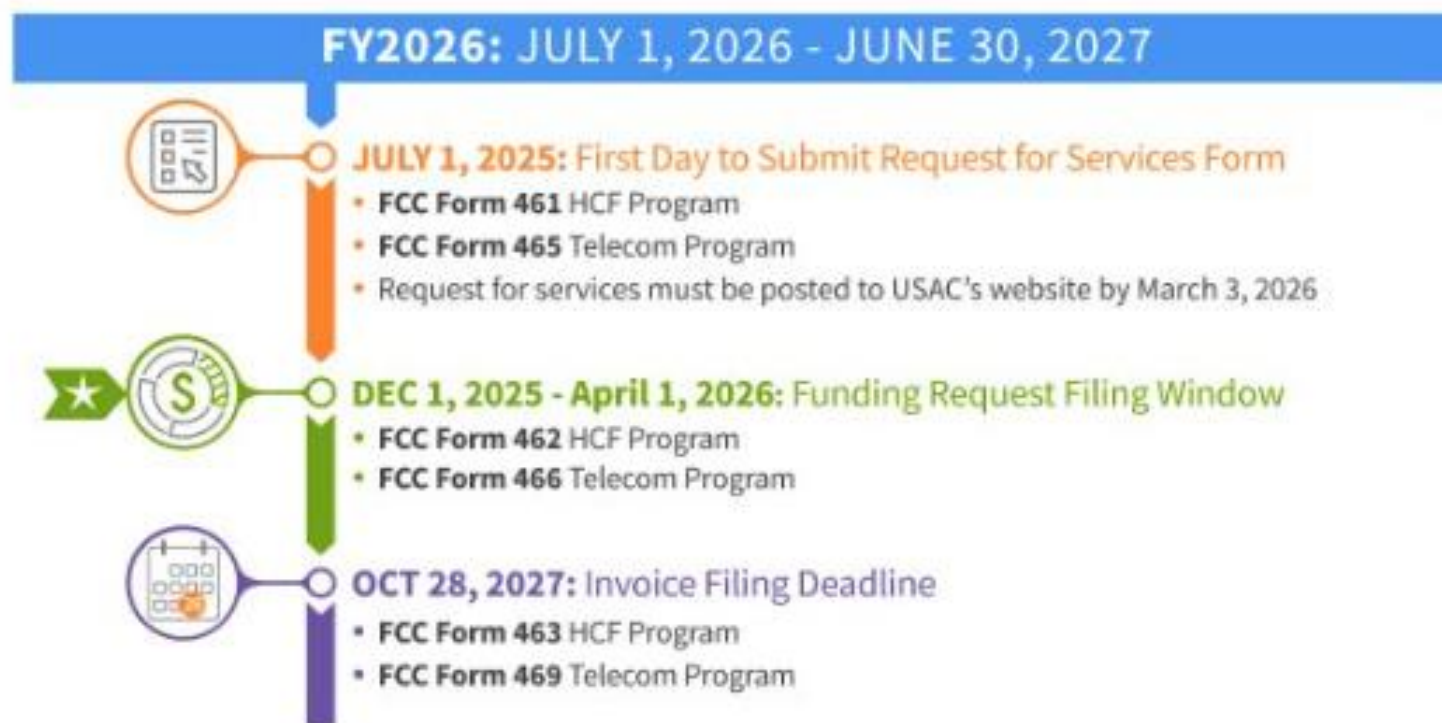 FY2026: JULY 1, 2026 - JUNE 30, 2027
JULY 1, 2025: First Day to Submit Request for Services Form
• FCC Form 461 HCF Program
• FCC Form 465 Telecom Program
• Request for services must be posted to USAC's website by March 3, 2026
DEC 1, 2025 - April 1, 2026: Funding Request Filing Window
• FCC Form 462 HCF Program
• FCC Form 466 Telecom Program
OCT 28, 2027: Invoice Filing Deadline
• FCC Form 463 HCF Program
• FCC Form 469 Telecom Program